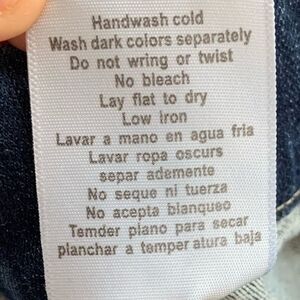 Handwash cold
Wash dark colors separately
Do not wring or twist
No bleach
Lay flat to dry
Low iron
Lavar a mano en agua fria
Lavar ropa oscurs
separ ademente
No seque ni tuerza
No acepta blanqueo
Temder plano para secar
planchar a temper atura baja